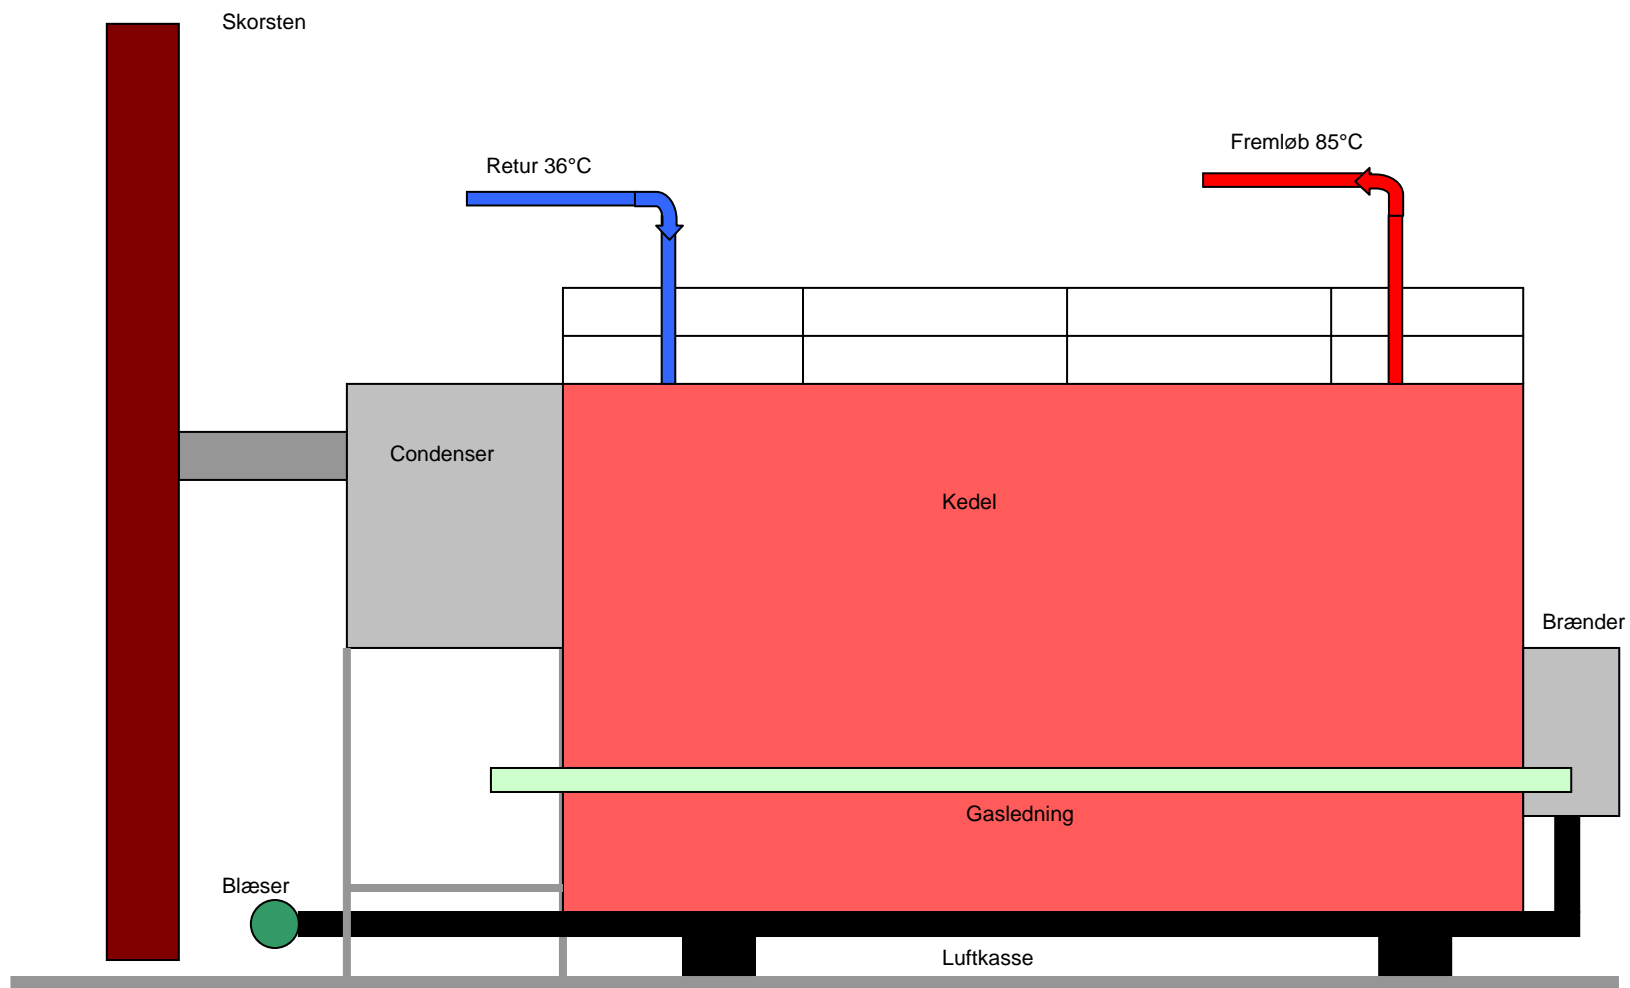 Skorsten
Fremløb 85°C
Retur 36°C
Condenser
Kedel
Brænder
Gasledning
Blæser
Luftkasse